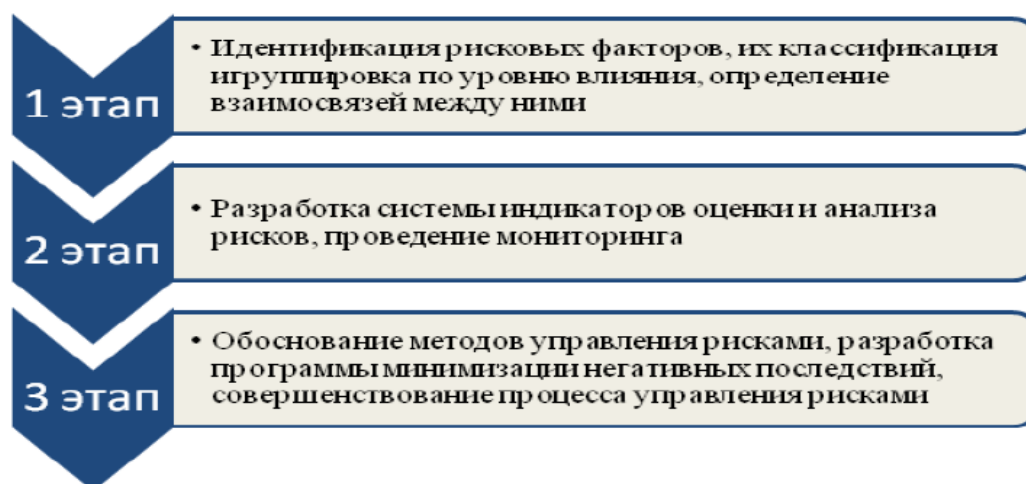 1 этап
• Идентификация рисковых факторов, их классификация
игруппировка по уровню влияния, определение
взаимосвязей между ними
2 этап
• Разработка системы индикаторов оценки и анализа
рисков, проведение мониторинга
3 этап
• Обоснование методов управления рисками, разработка
программы минимизации негативных последствий,
совершенствование процесса управления рисками